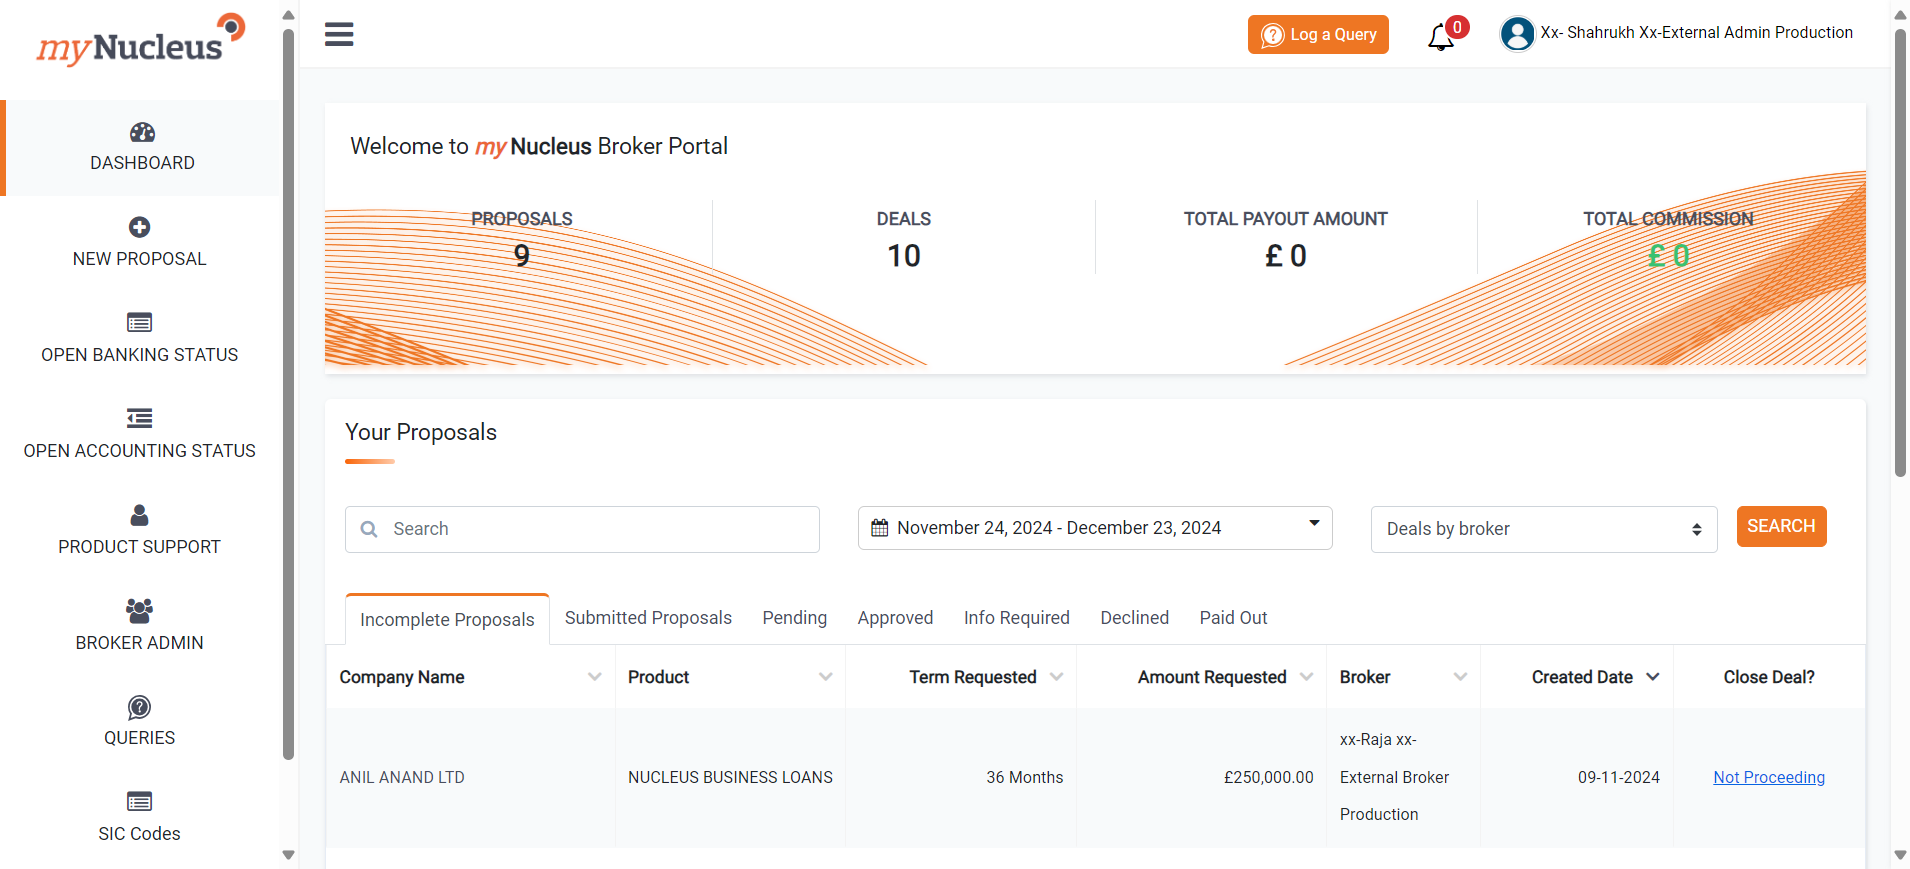 myNucleus
DASHBOARD
NEW PROPOSAL
OPEN BANKING STATUS
OPEN ACCOUNTING STATUS
PRODUCT SUPPORT
BROKER ADMIN
QUERIES
SIC Codes
Log a Query
0
Xx- Shahrukh Xx-External Admin Production
Welcome to my Nucleus Broker Portal
PROPOSALS
9
DEALS
10
TOTAL PAYOUT AMOUNT
£ 0
TOTAL COMMISSION
£ 0
Your Proposals
Search
November 24, 2024 - December 23, 2024
Deals by broker
SEARCH
Incomplete Proposals Submitted Proposals Pending Approved Info Required Declined Paid Out
Company Name Product Term Requested Amount Requested Broker Created Date Close Deal?
ANIL ANAND LTD NUCLEUS BUSINESS LOANS 36 Months £250,000.00
xx-Raja xx-
External Broker
Production
09-11-2024 Not Proceeding